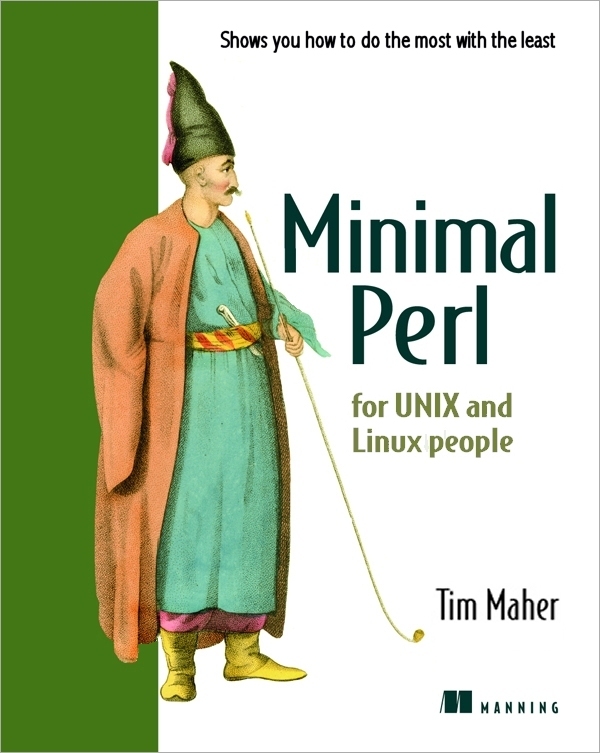 Shows you how to do the most with the least
Minimal
Perl
for UNIX and
Linux people
Tim Maher
MANNING